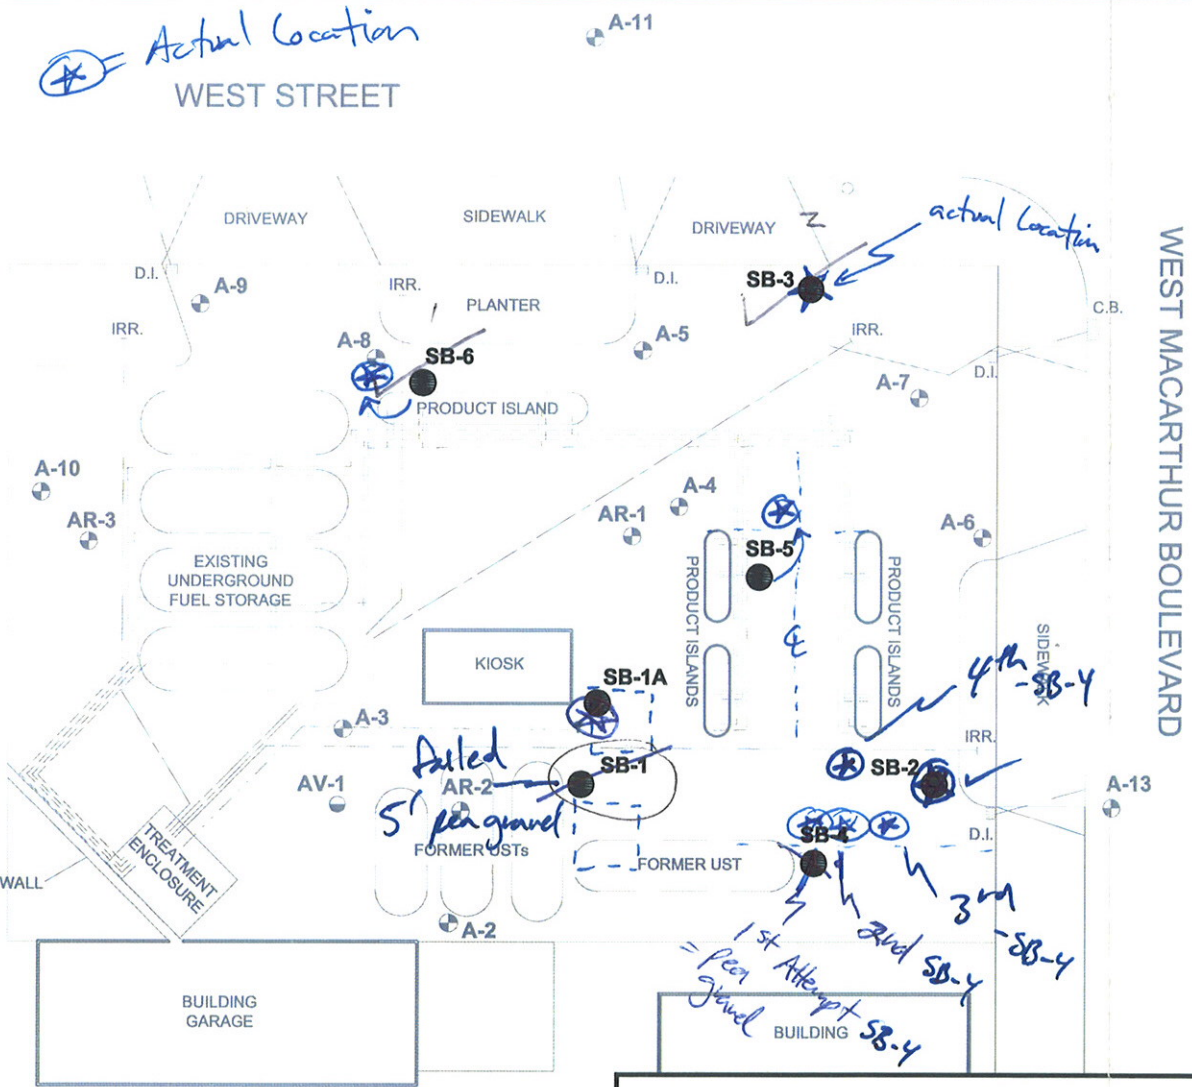 = Actual Location
A-11
WEST STREET
DRIVEWAY
SIDEWALK
DRIVEWAY
actual Location
WEST MACARTHUR BOULEVARD
D.I.
A-9
IRR.
PLANTER
D.I.
SB-3
C.B.
IRR.
A-8
SB-6
A-5
IRR.
D.I.
A-7
PRODUCT ISLAND
A-10
AR-3
AR-1
A-4
A-6
SB-5
EXISTING
UNDERGROUND
FUEL STORAGE
PRODUCT ISLANDS
PRODUCT ISLANDS
SIDEWALK
KIOSK
SB-1A
4th
-SB-4
A-3
IRR.
failed
SB-1
SB-2
AV-1
AR-2
A-13
5' pea gravel
SB-4
D.I.
TREATMENT
ENCLOSURE
FORMER USTs
FORMER UST
WALL
A-2
3rd
-SB-4
2nd SB-4
1st Attempt SB-4
= pea
gravel
BUILDING
GARAGE
BUILDING